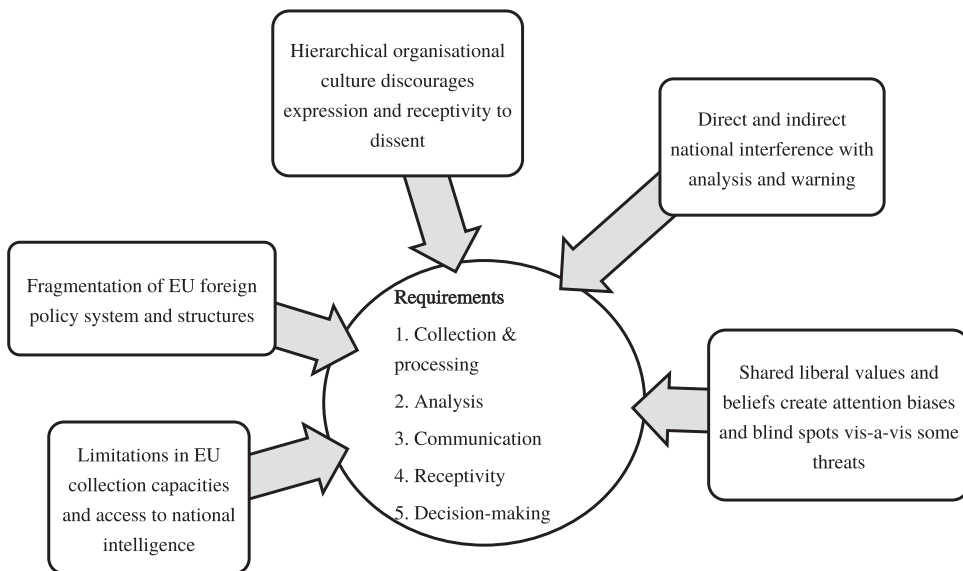 Hierarchical organisational
culture discourages
expression and receptivity to
dissent
Direct and indirect
national interference with
analysis and warning
Fragmentation of EU foreign
policy system and structures
Requirements
1. Collection &
processing
2. Analysis
3. Communication
4. Receptivity
5. Decision-making
Shared liberal values and
beliefs create attention biases
and blind spots vis-a-vis some
threats
Limitations in EU
collection capacities
and access to national
intelligence